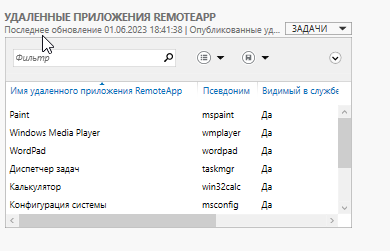 УДАЛЕННЫЕ ПРИЛОЖЕНИЯ REMOTEAPP
Последнее обновление 01.06.2023 18:41:38 | Опубликованные уд... ЗАДАЧИ
Фильтр
Имя удаленного приложения RemoteApp Псевдоним Видимый в службе
Paint mspaint Да
Windows Media Player wmplayer Да
WordPad wordpad Да
Диспетчер задач taskmgr Да
Калькулятор win32calc Да
Конфигурация системы msconfig Да